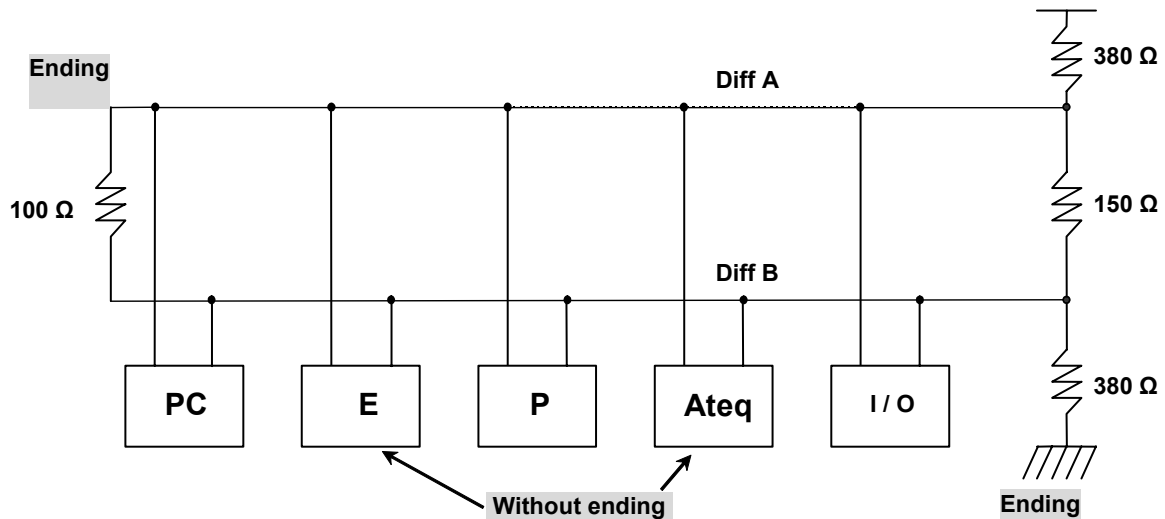 380 Ω
Ending
Diff A
100 Ω
150 Ω
Diff B
PC
E
P
Ateq
I / O
380 Ω
Without ending
Ending